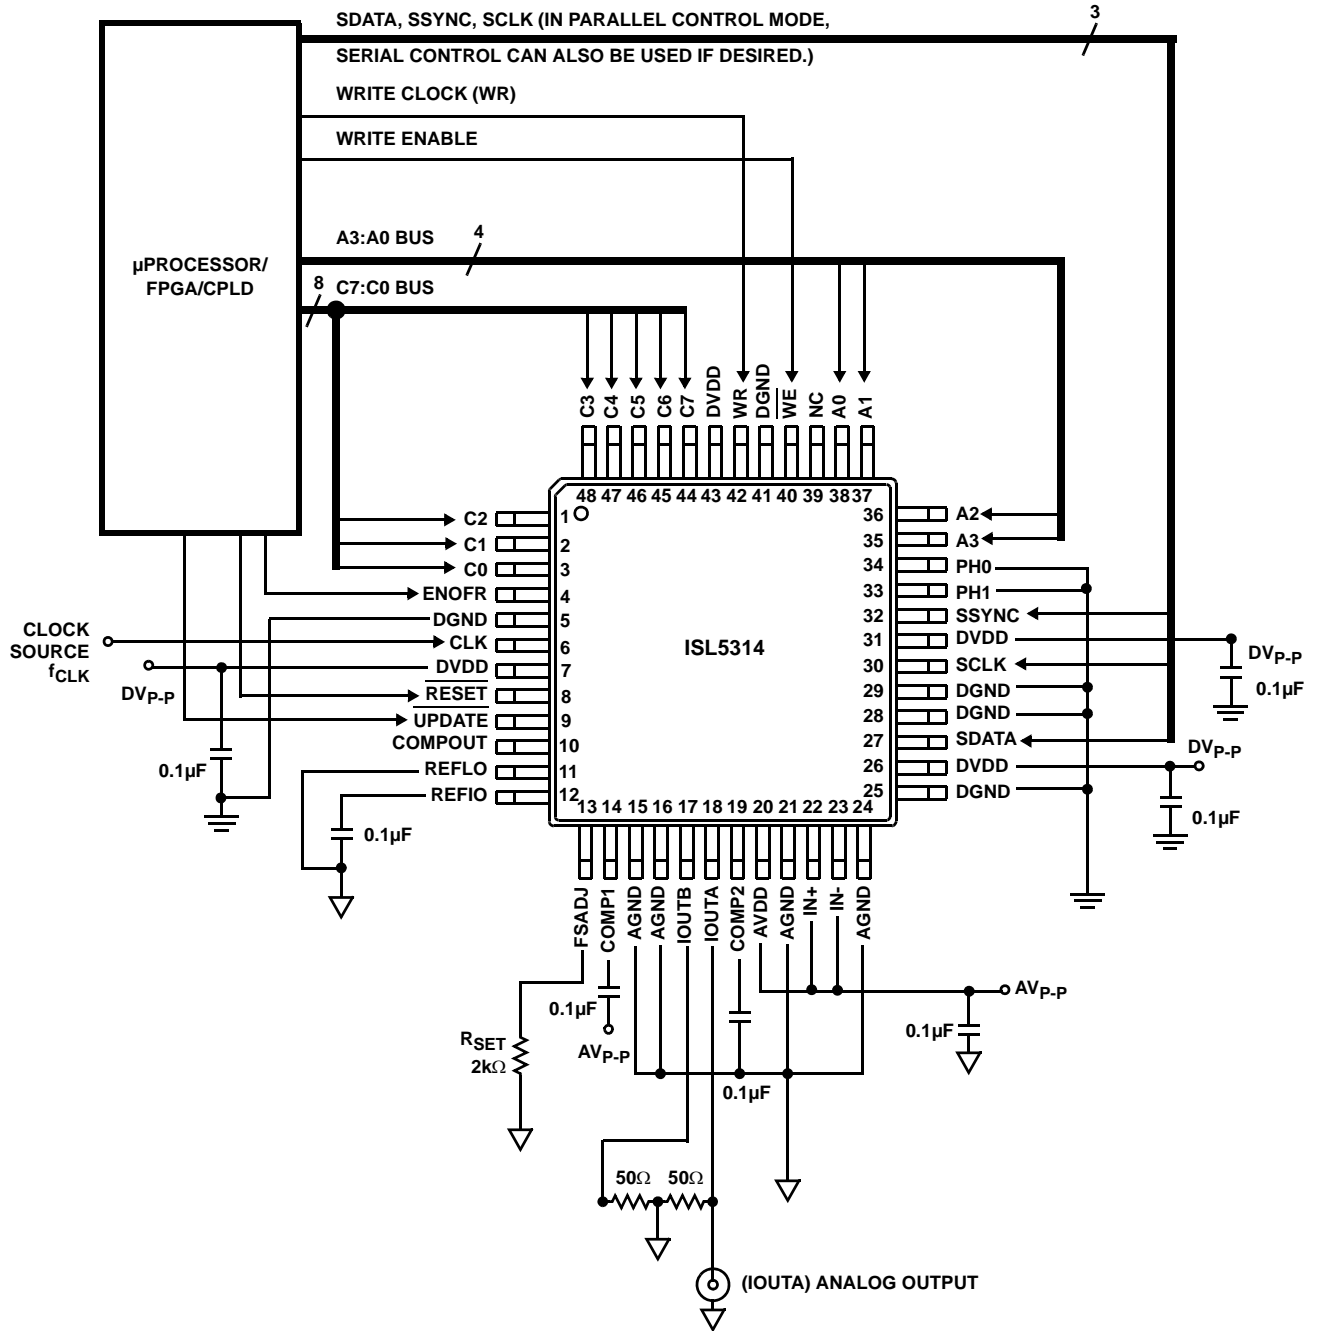 SDATA, SSYNC, SCLK (IN PARALLEL CONTROL MODE,
3
SERIAL CONTROL CAN ALSO BE USED IF DESIRED.)
WRITE CLOCK (WR)
WRITE ENABLE
A3:A0 BUS
4
µPROCESSOR/
FPGA/CPLD
8
C7:C0 BUS
C3
C4
C5
C6
C7
DVDD
WR
DGND
WE
NC
A0
A1
48 47 46 45 44 43 42 41 40 39 38 37
C2 1
C1 2
C0 3
ENOFR 4
DGND 5
CLK 6
DVDD 7
RESET 8
UPDATE 9
COMPOUT 10
REFLO 11
REFIO 12
CLOCK
SOURCE
fCLK
DVP-P
0.1µF
0.1µF
ISL5314
36 A2
35 A3
34 PH0
33 PH1
32 SSYNC
31 DVDD
30 SCLK
29 DGND
28 DGND
27 SDATA
26 DVDD
25 DGND
DVP-P
0.1µF
DVP-P
0.1µF
13 14 15 16 17 18 19 20 21 22 23 24
FSADJ
COMP1
AGND
AGND
IOUTB
IOUTA
COMP2
AVDD
AGND
IN+
IN-
AGND
0.1µF
AVP-P
RSET
2kΩ
0.1µF
AVP-P
0.1µF
50Ω 50Ω
(IOUTA) ANALOG OUTPUT